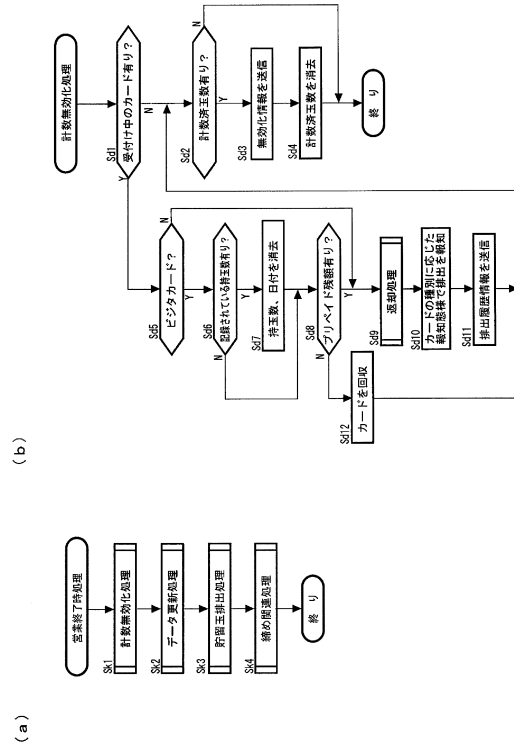 (a)
営業終了時処理
Sk1
計数無効化処理
Sk2
データ更新処理
Sk3
貯留玉排出処理
Sk4
締め関連処理
終 り
(b)
計数無効化処理
Sd1
受付け中のカード有り？
Y
N
Sd2
計数済玉数有り？
N
Y
Sd3
無効化情報を送信
Sd4
計数済玉数を消去
終 り
Sd5
ビジタカード？
N
Y
Sd6
記録されている持玉数有り？
N
Y
Sd7
持玉数、日付を消去
Sd8
プリペイド残額有り？
N
Y
Sd9
返却処理
Sd10
カードの種別に応じた
報知態様で排出を報知
Sd11
排出履歴情報を送信
Sd12
カードを回収